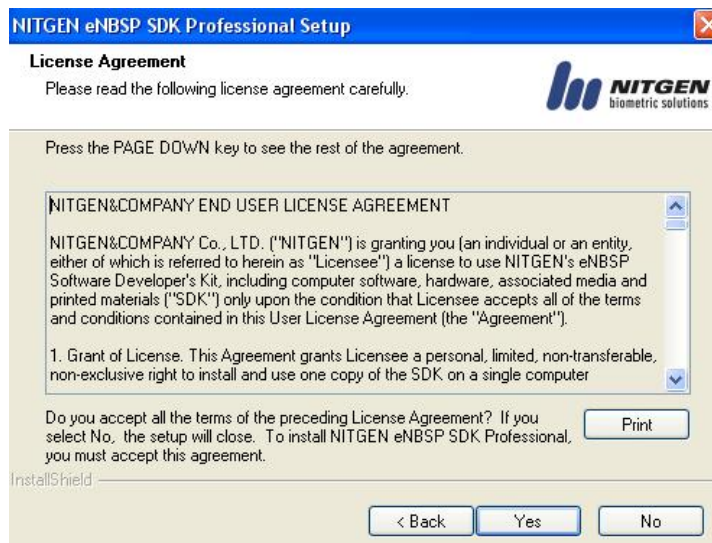 NITGEN eNBSP SDK Professional Setup
License Agreement
Please read the following license agreement carefully.
NITGEN
biometric solutions
Press the PAGE DOWN key to see the rest of the agreement.
NITGEN&COMPANY END USER LICENSE AGREEMENT
NITGEN&COMPANY Co., LTD. ("NITGEN") is granting you (an individual or an entity,
either of which is referred to herein as "Licensee") a license to use NITGEN's eNBSP
Software Developer's Kit, including computer software, hardware, associated media and
printed materials ("SDK") only upon the condition that Licensee accepts all of the terms
and conditions contained in this User License Agreement (the "Agreement").
1. Grant of License. This Agreement grants Licensee a personal, limited, non-transferable,
non-exclusive right to install and use one copy of the SDK on a single computer
Do you accept all the terms of the preceding License Agreement? If you
select No, the setup will close. To install NITGEN eNBSP SDK Professional,
you must accept this agreement.
Print
InstallShield
< Back
Yes
No